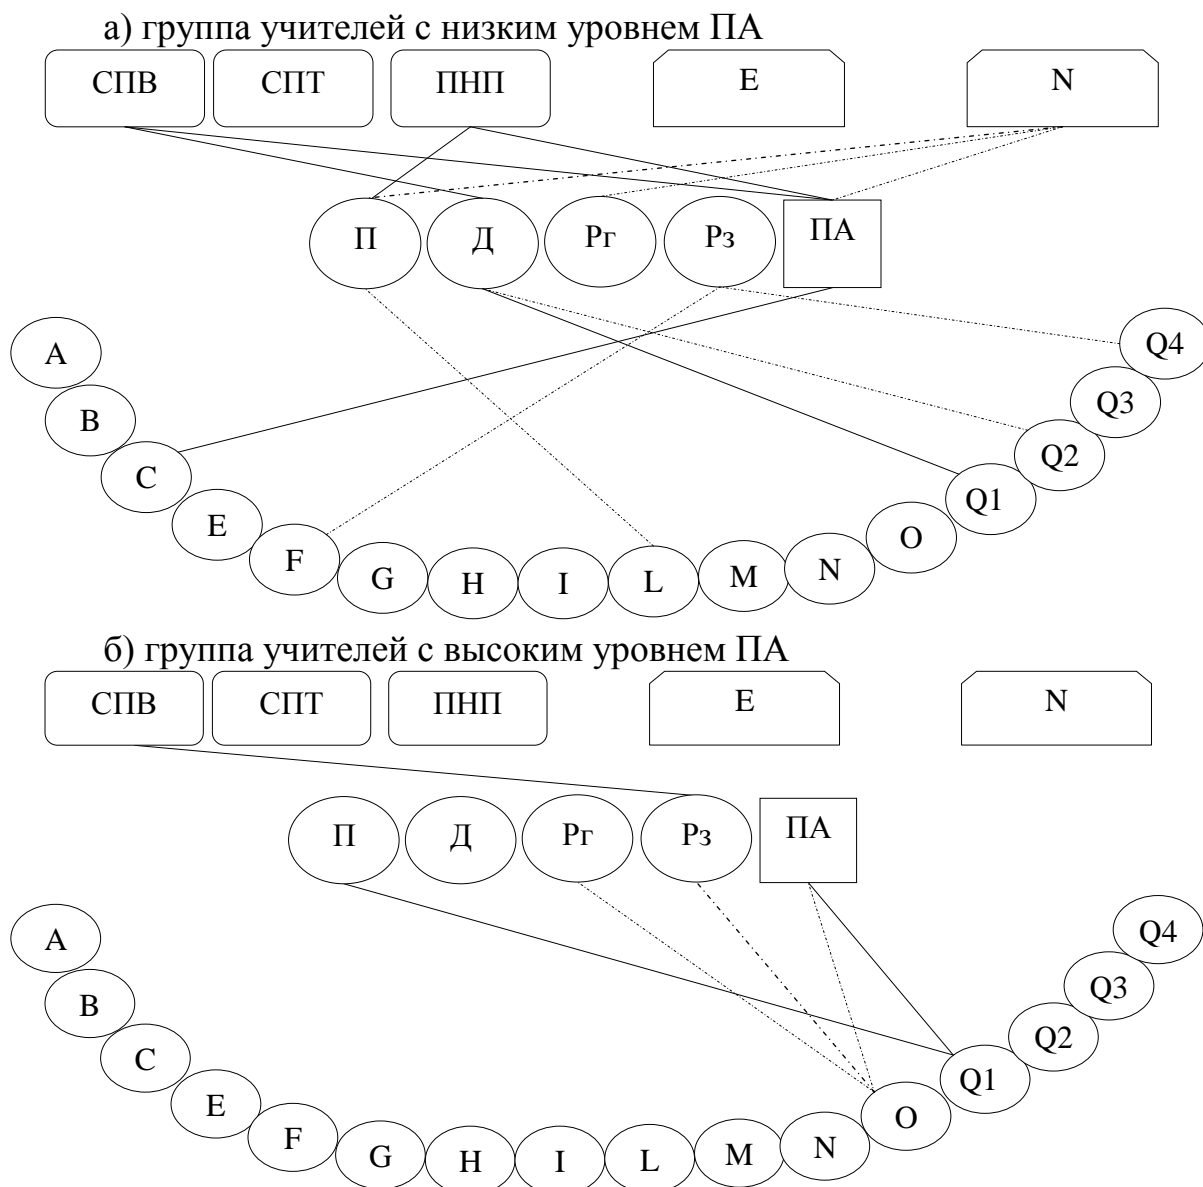 а) группа учителей с низким уровнем ПА
СПВ СПТ ПНП E N
П Д Рг Рз ПА
A B C E F G H I L M N O Q1 Q2 Q3 Q4
б) группа учителей с высоким уровнем ПА
СПВ СПТ ПНП E N
П Д Рг Рз ПА
A B C E F G H I L M N O Q1 Q2 Q3 Q4